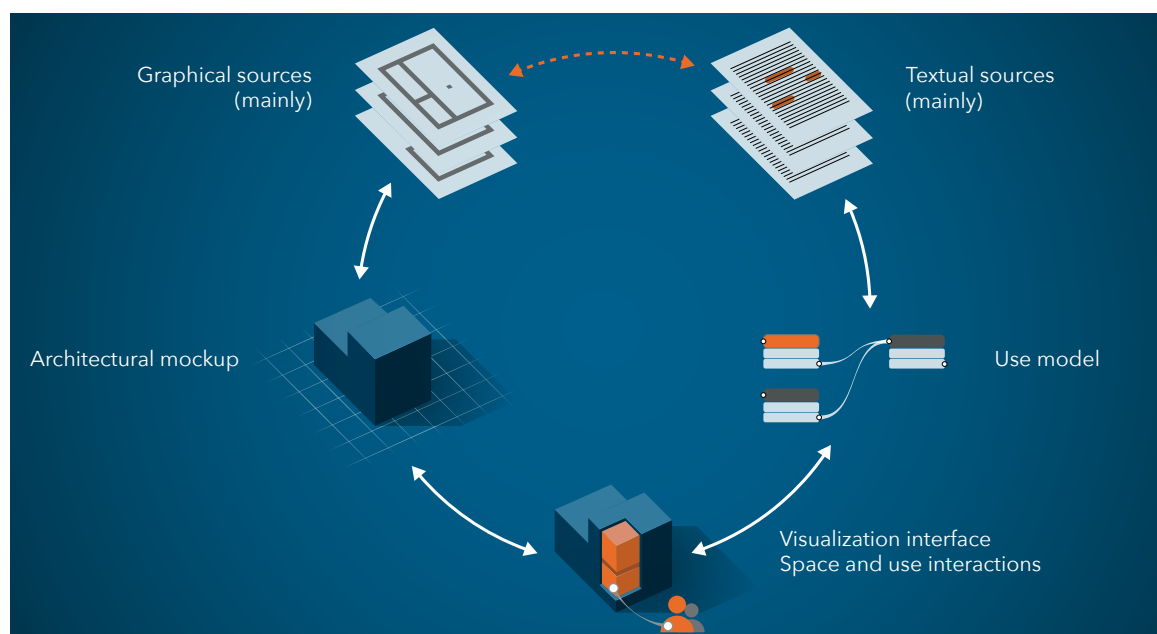 Graphical sources
(mainly)
Textual sources
(mainly)
Architectural mockup
Use model
Visualization interface
Space and use interactions